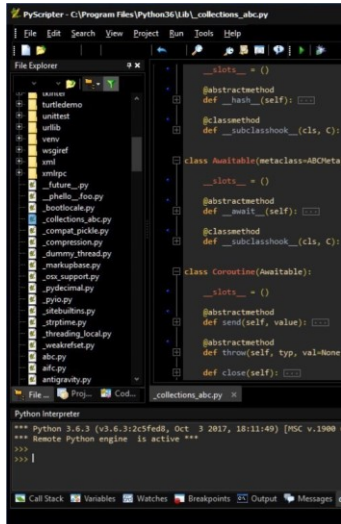 PyScripter - C:\Program Files\Python36\Lib\_collections_abc.py
File Edit Search View Project Run Tools Help
File Explorer
turtledemo
unittest
urllib
venv
wsgiref
xml
xmlrpc
__future__.py
__phello__.foo.py
_bootlocale.py
_collections_abc.py
_compat_pickle.py
_compression.py
_dummy_thread.py
_markupbase.py
_osx_support.py
_pydecimal.py
_pyio.py
_sitebuiltins.py
_strptime.py
_threading_local.py
_weakrefset.py
abc.py
aifc.py
antigravity.py
File ... Proj... Cod...
__slots__ = ()
@abstractmethod
def __hash__(self): ...
@classmethod
def __subclasshook__(cls, C):
class Awaitable(metaclass=ABCMeta
__slots__ = ()
@abstractmethod
def __await__(self): ...
@classmethod
def __subclasshook__(cls, C):
class Coroutine(Awaitable):
__slots__ = ()
@abstractmethod
def send(self, value): ...
@abstractmethod
def throw(self, typ, val=None
def close(self): ...
_collections_abc.py ×
Python Interpreter
*** Python 3.6.3 (v3.6.3:2c5fed8, Oct 3 2017, 18:11:49) [MSC v.1900
*** Remote Python engine is active ***
>>>
>>>
Call Stack Variables Watches Breakpoints Output Messages